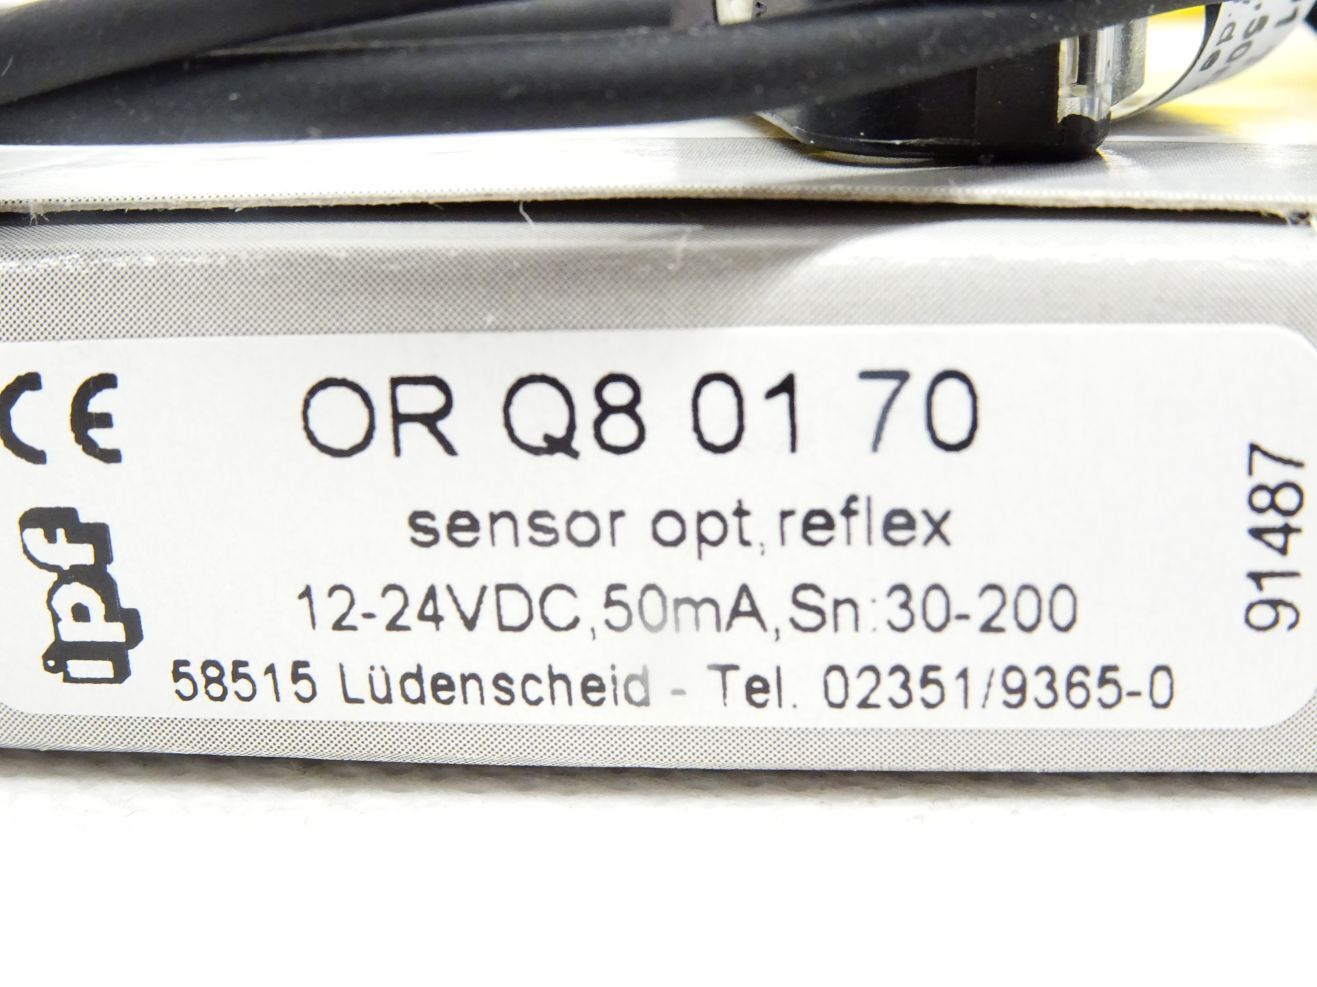 CE
OR Q8 01 70
sensor opt,reflex
ipf
12-24VDC,50mA,Sn:30-200
58515 Lüdenscheid - Tel. 02351/9365-0
91487